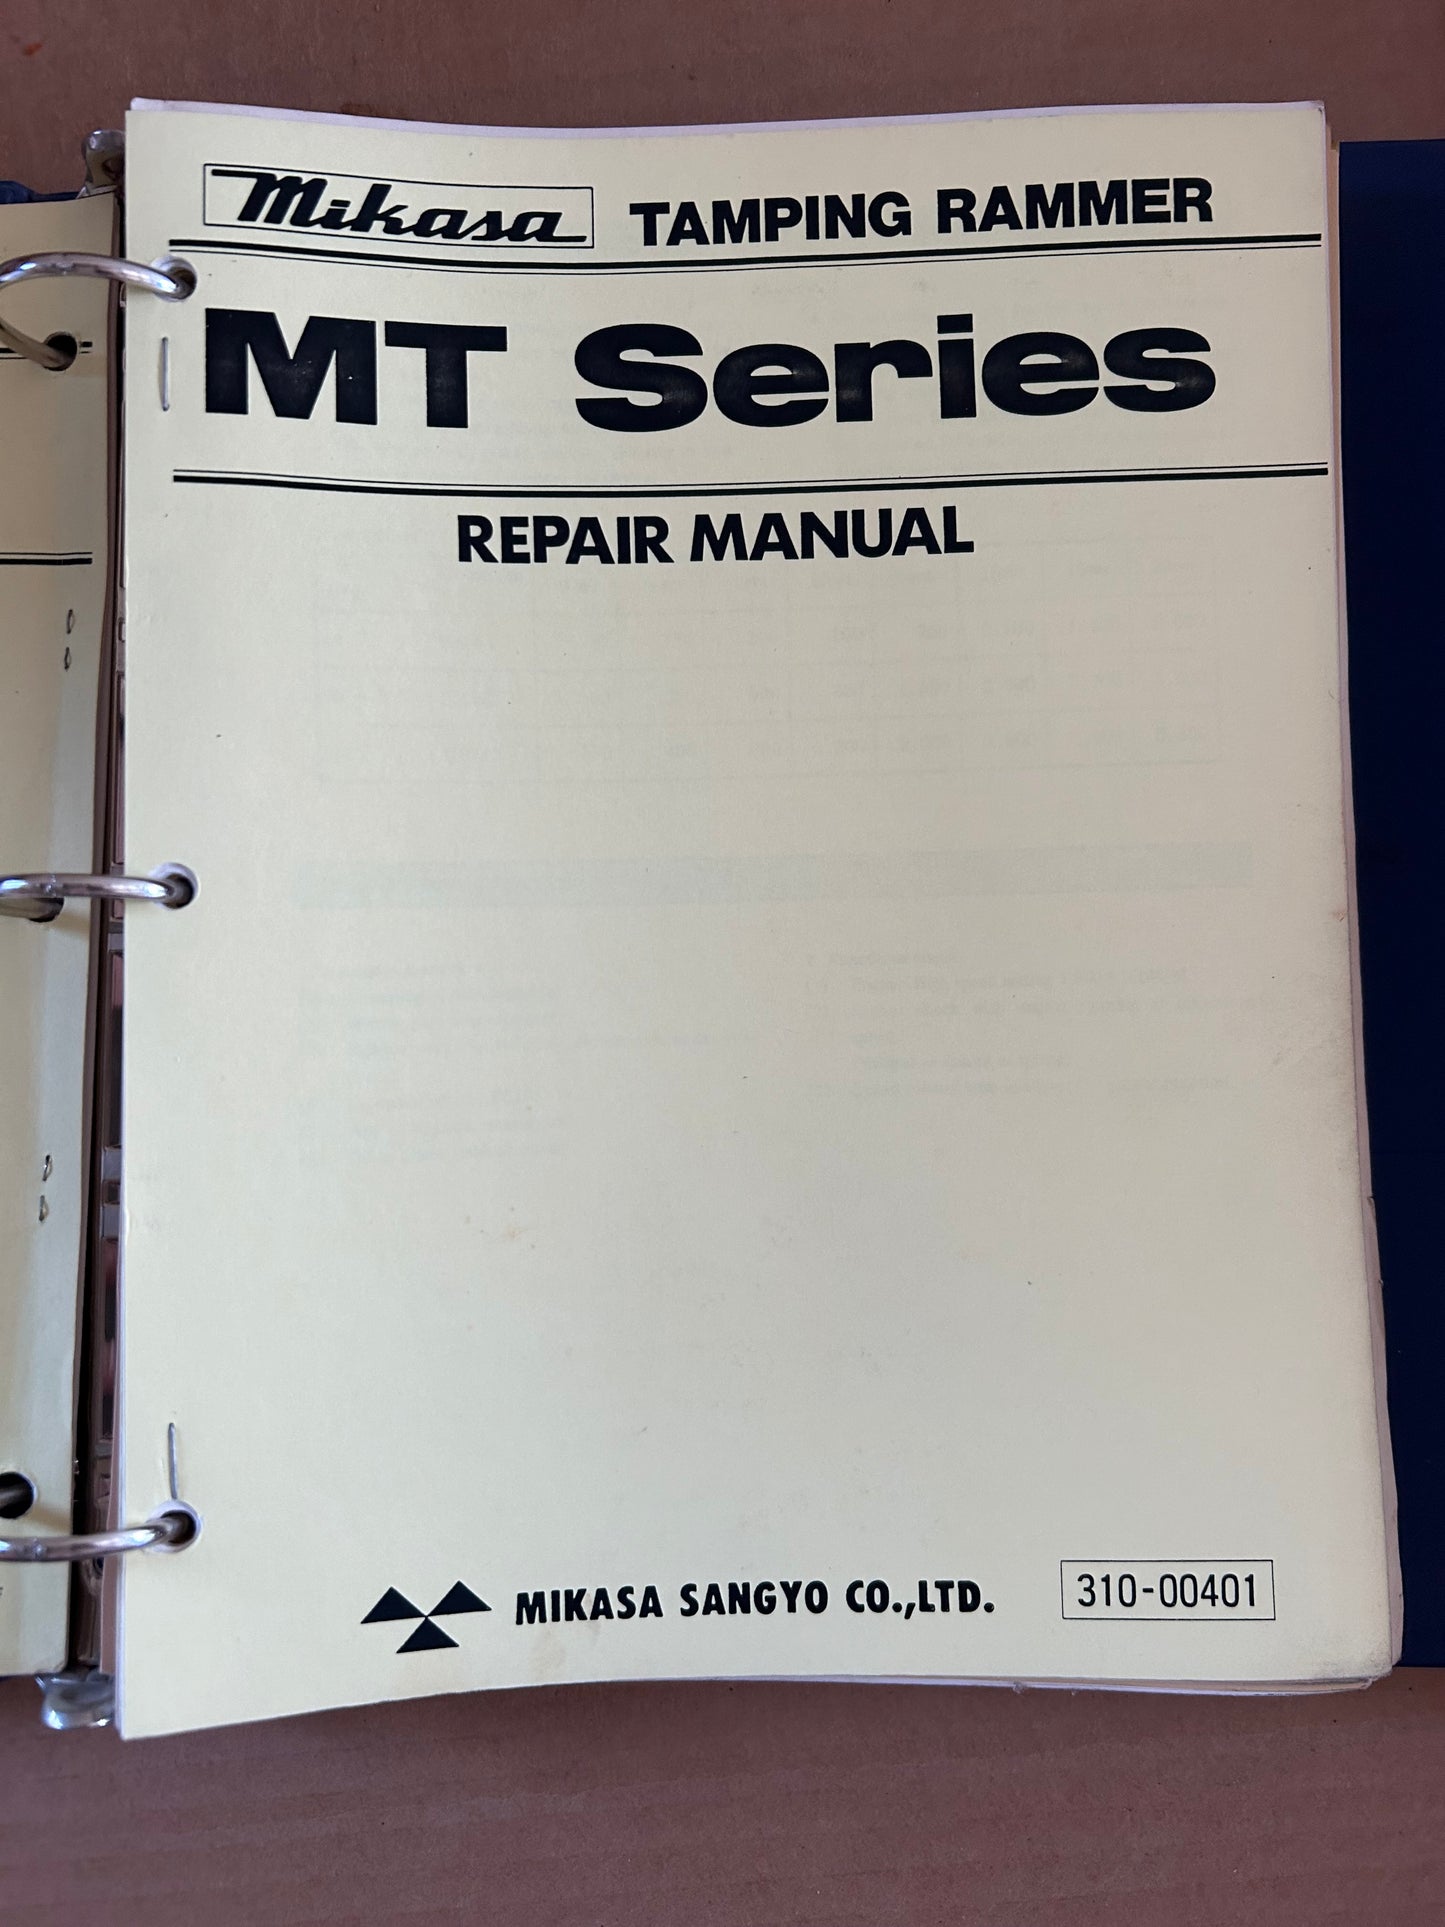 Mikasa TAMPING RAMMER
MT Series
REPAIR MANUAL
MIKASA SANGYO CO.,LTD.
310-00401